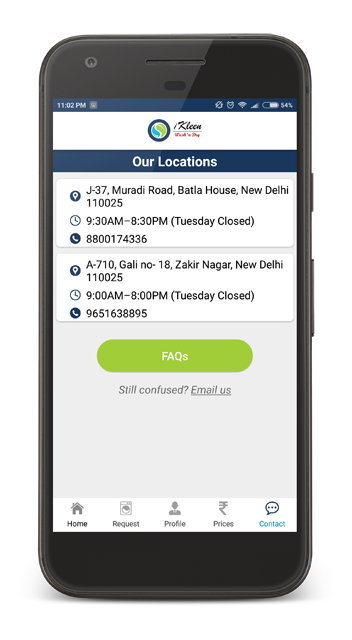 11:02 PM
54%
iKleen
Wash'n Dry
Our Locations
J-37, Muradi Road, Batla House, New Delhi
110025
9:30AM–8:30PM (Tuesday Closed)
8800174336
A-710, Gali no- 18, Zakir Nagar, New Delhi
110025
9:00AM–8:00PM (Tuesday Closed)
9651638895
FAQs
Still confused? Email us
Home Request Profile Prices Contact